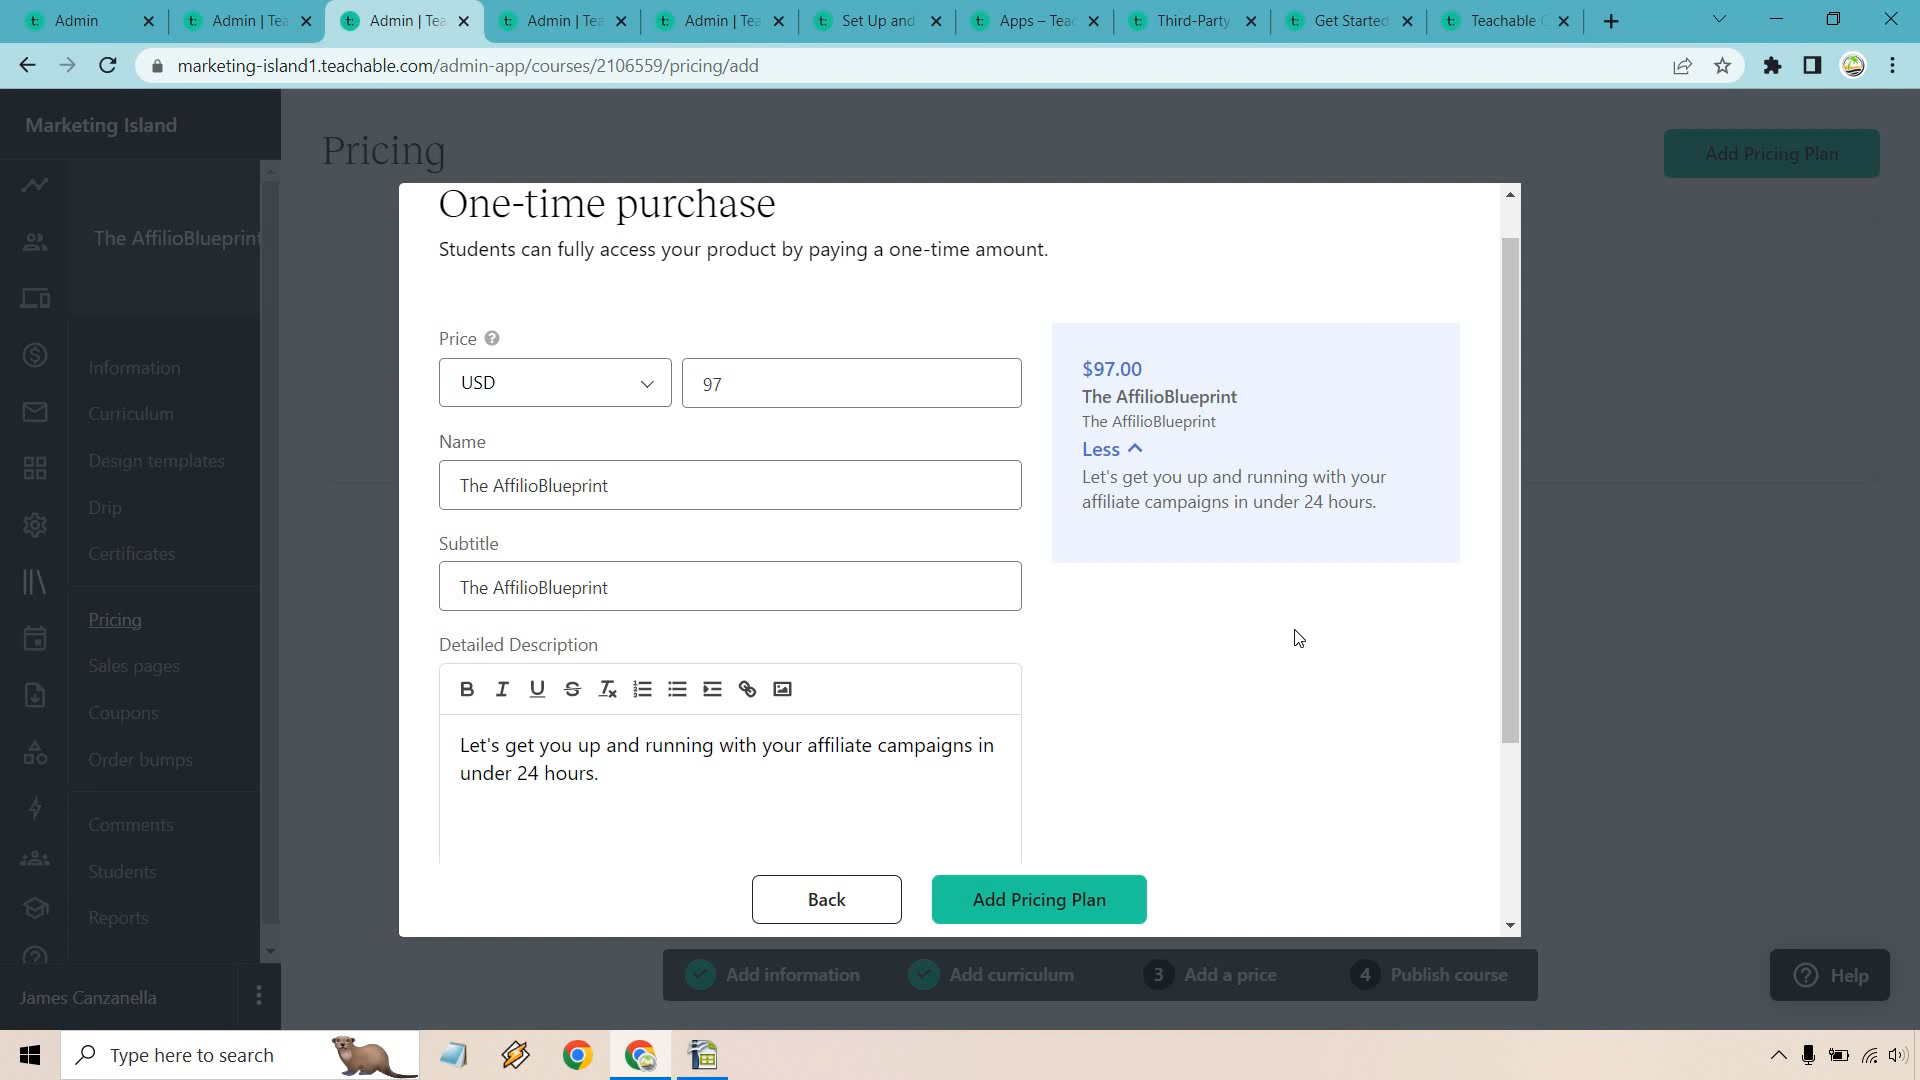 Admin
Admin | Tea
Admin | Tea
Admin | Tea
Admin | Tea
Set Up and
Apps – Teac
Third-Party
Get Started
Teachable
marketing-island1.teachable.com/admin-app/courses/2106559/pricing/add
Marketing Island
The AffilioBlueprint
Information
Curriculum
Design templates
Drip
Certificates
Pricing
Sales pages
Coupons
Order bumps
Comments
Students
Reports
James Canzanella
Pricing
Add Pricing Plan
One-time purchase
Students can fully access your product by paying a one-time amount.
Price
USD
97
Name
The AffilioBlueprint
Subtitle
The AffilioBlueprint
Detailed Description
Let's get you up and running with your affiliate campaigns in
under 24 hours.
$97.00
The AffilioBlueprint
The AffilioBlueprint
Less
Let's get you up and running with your
affiliate campaigns in under 24 hours.
Back
Add Pricing Plan
Add information
Add curriculum
3 Add a price
4 Publish course
Help
Type here to search